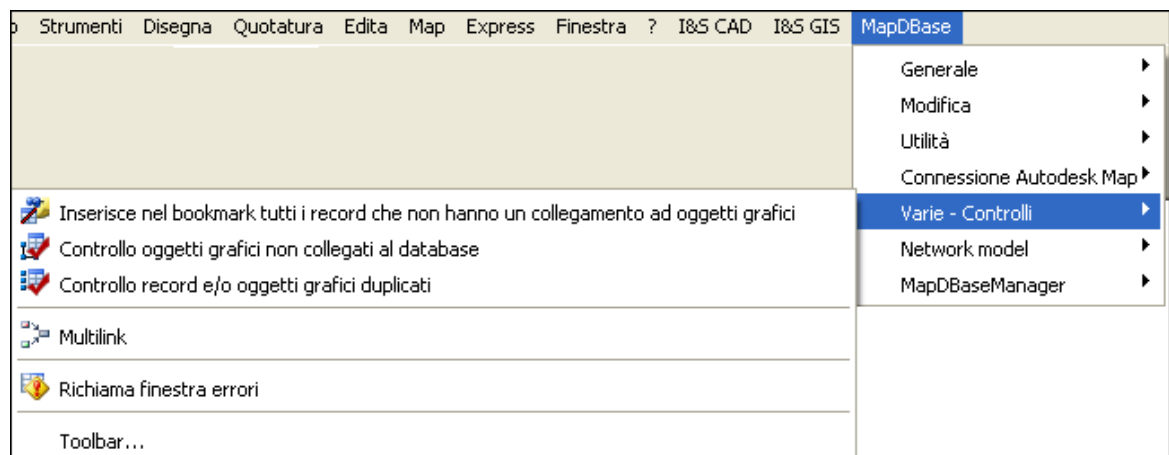 Strumenti Disegna Quotatura Edita Map Express Finestra ? I&S CAD I&S GIS MapDBase
Generale
Modifica
Utilità
Connessione Autodesk Map
Varie - Controlli
Network model
MapDBaseManager
Inserisce nel bookmark tutti i record che non hanno un collegamento ad oggetti grafici
Controllo oggetti grafici non collegati al database
Controllo record e/o oggetti grafici duplicati
Multilink
Richiama finestra errori
Toolbar...